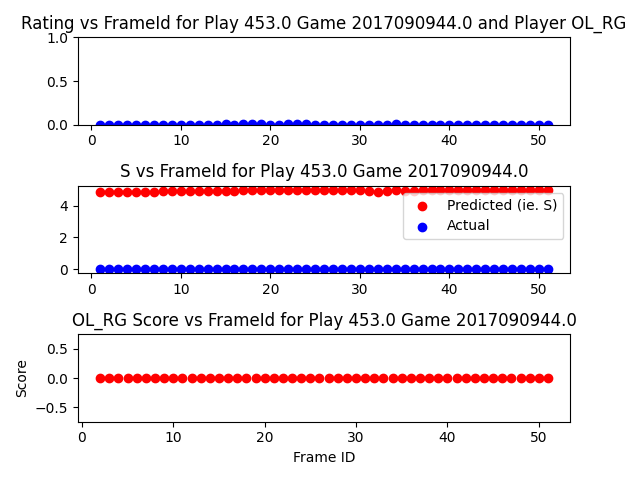 Rating vs FrameId for Play 453.0 Game 2017090944.0 and Player OL_RG
1.0
0.5
0.0
0 10 20 30 40 50
S vs FrameId for Play 453.0 Game 2017090944.0
4
2
0
Predicted (ie. S)
Actual
0 10 20 30 40 50
OL_RG Score vs FrameId for Play 453.0 Game 2017090944.0
Score
0.5
0.0
−0.5
0 10 20 30 40 50
Frame ID